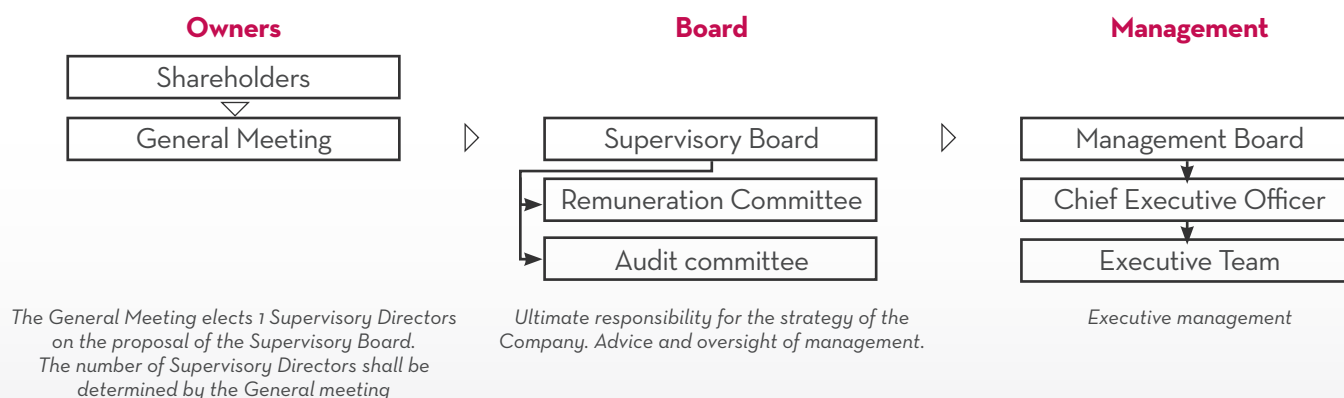 Owners
Shareholders
General Meeting
The General Meeting elects 1 Supervisory Directors
on the proposal of the Supervisory Board.
The number of Supervisory Directors shall be
determined by the General meeting
Board
Supervisory Board
Remuneration Committee
Audit committee
Ultimate responsibility for the strategy of the
Company. Advice and oversight of management.
Management
Management Board
Chief Executive Officer
Executive Team
Executive management